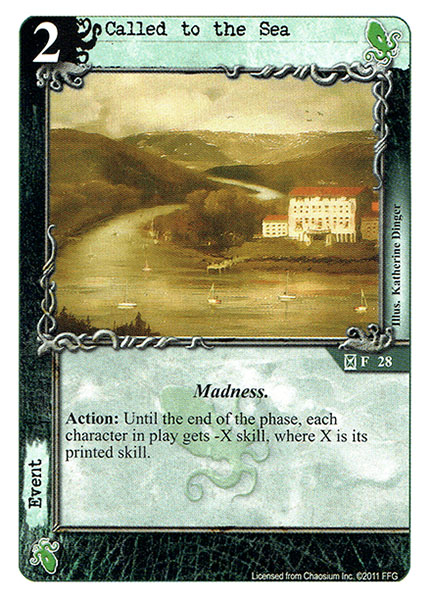 2
Called to the Sea
Illus. Katherine Dinger
F 28
Madness.
Action: Until the end of the phase, each
character in play gets -X skill, where X is its
printed skill.
Event
Licensed from Chaosium Inc. ©2011 FFG